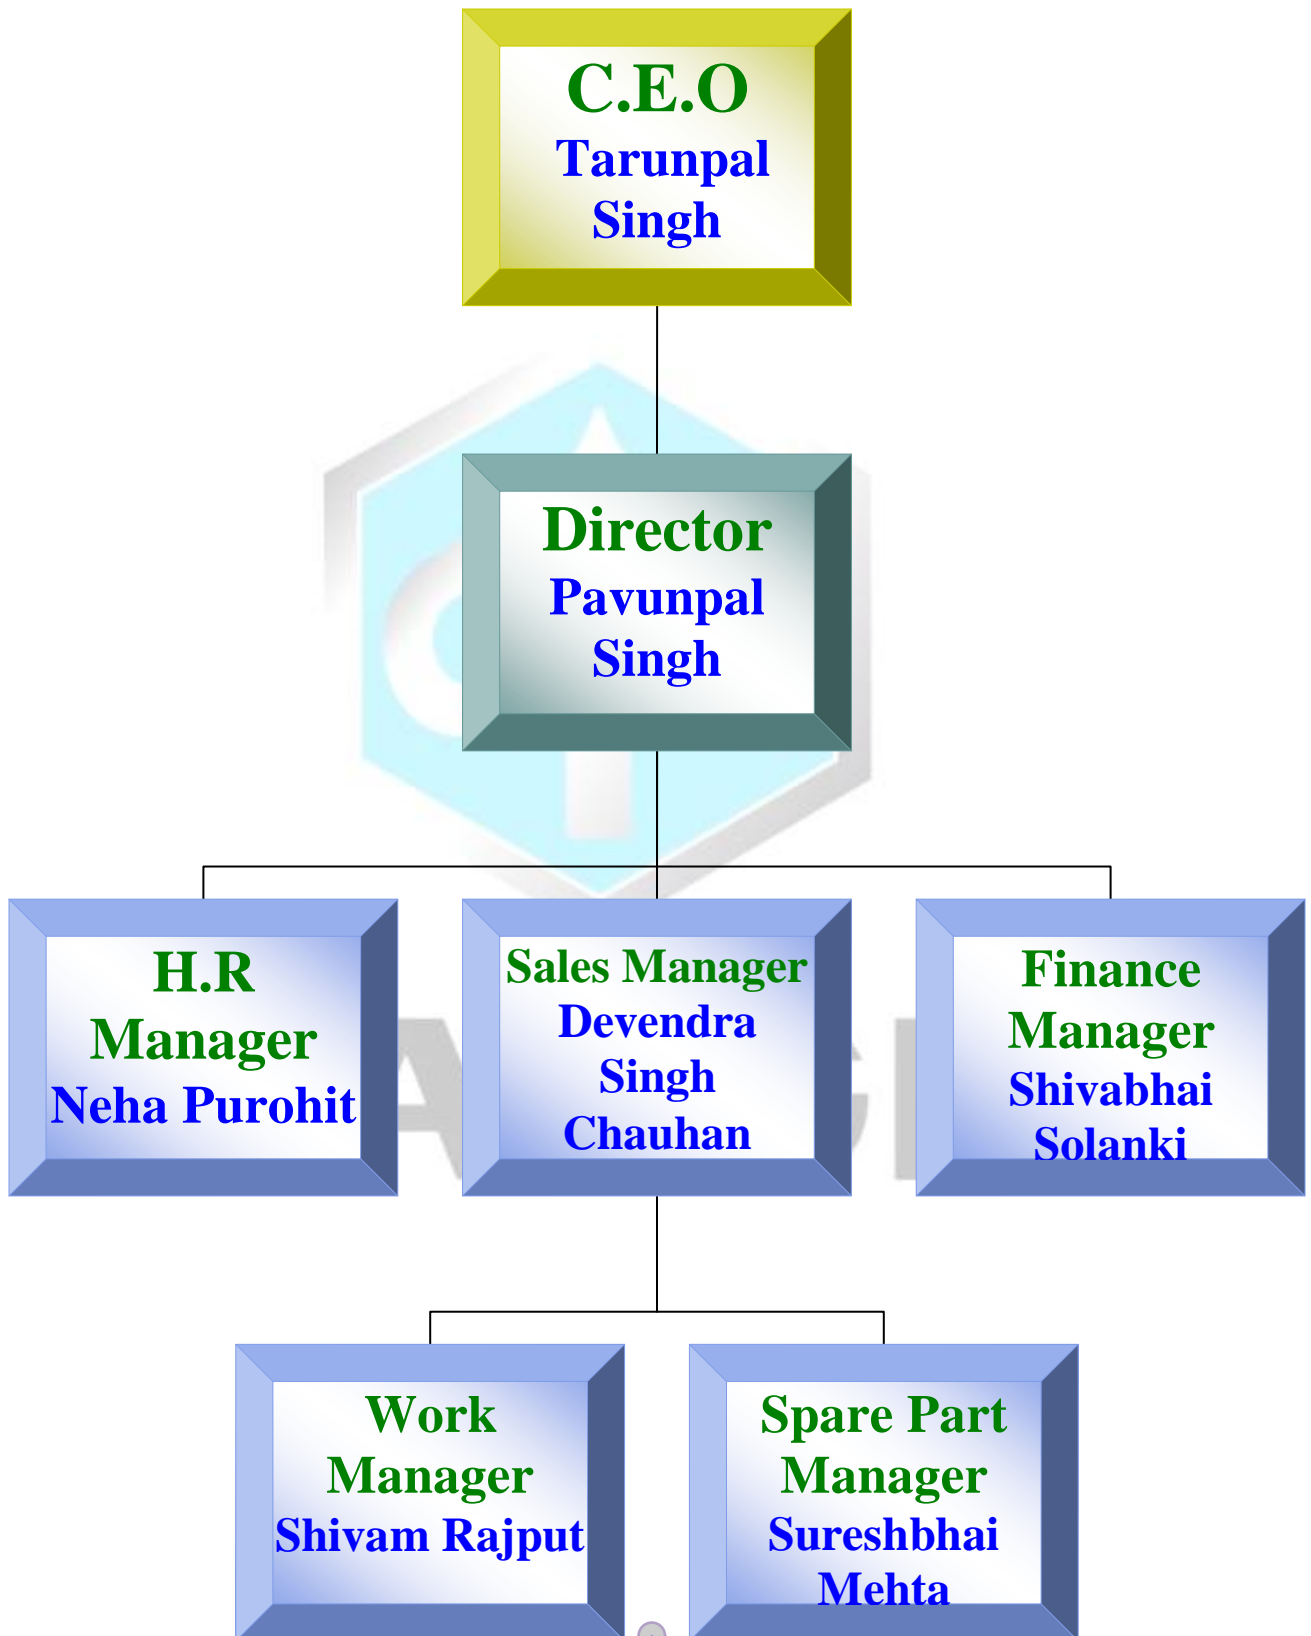 C.E.O
Tarunpal
Singh
Director
Pavunpal
Singh
H.R
Manager
Neha Purohit
Sales Manager
Devendra
Singh
Chauhan
Finance
Manager
Shivabhai
Solanki
Work
Manager
Shivam Rajput
Spare Part
Manager
Sureshbhai
Mehta